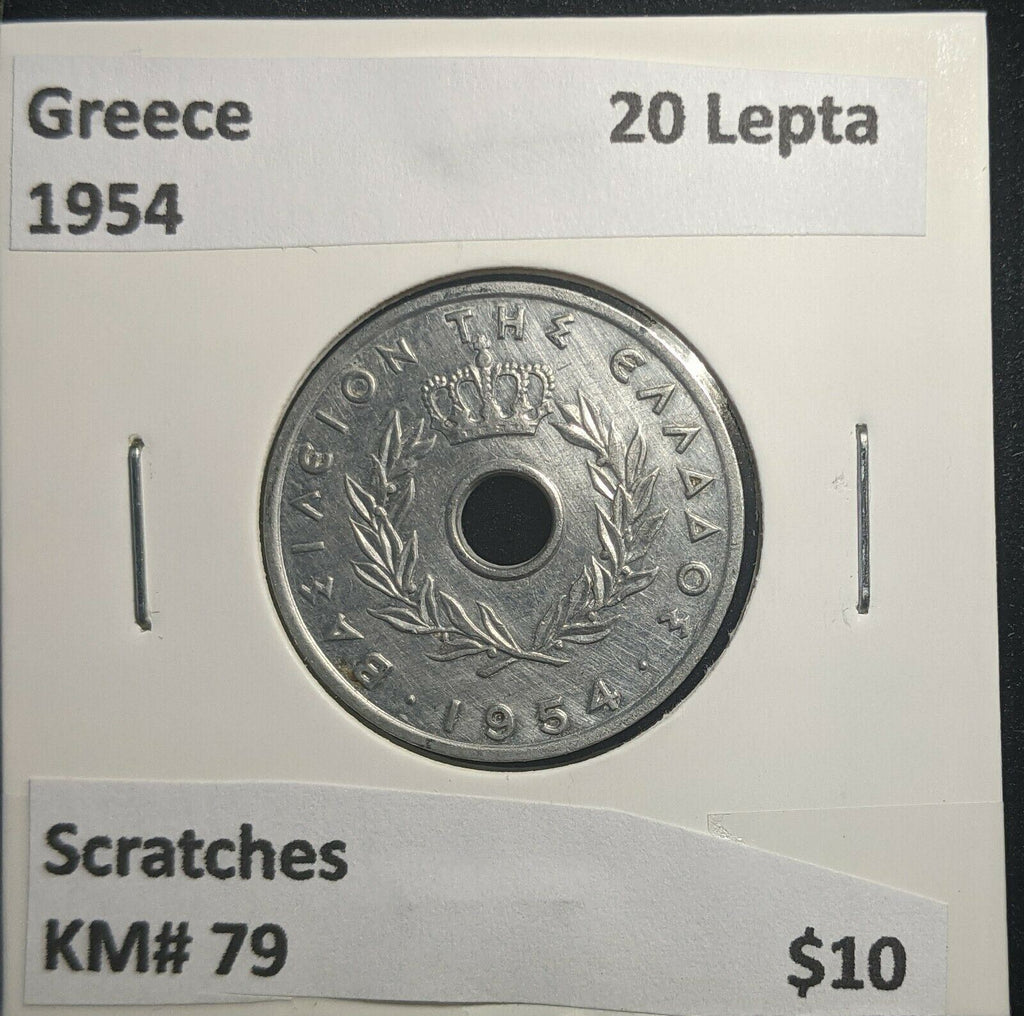 Greece 20 Lepta
1954
ΒΑΣΙΛΕΙΟΝ ΤΗΣ ΕΛΛΑΔΟΣ
· 1954 ·
Scratches
KM# 79 $10